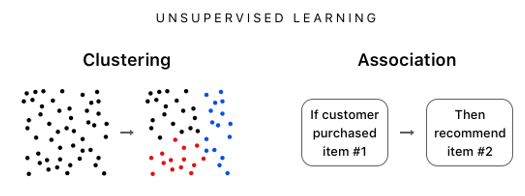 UNSUPERVISED LEARNING
Clustering
Association
If customer
purchased
item #1
Then
recommend
item #2